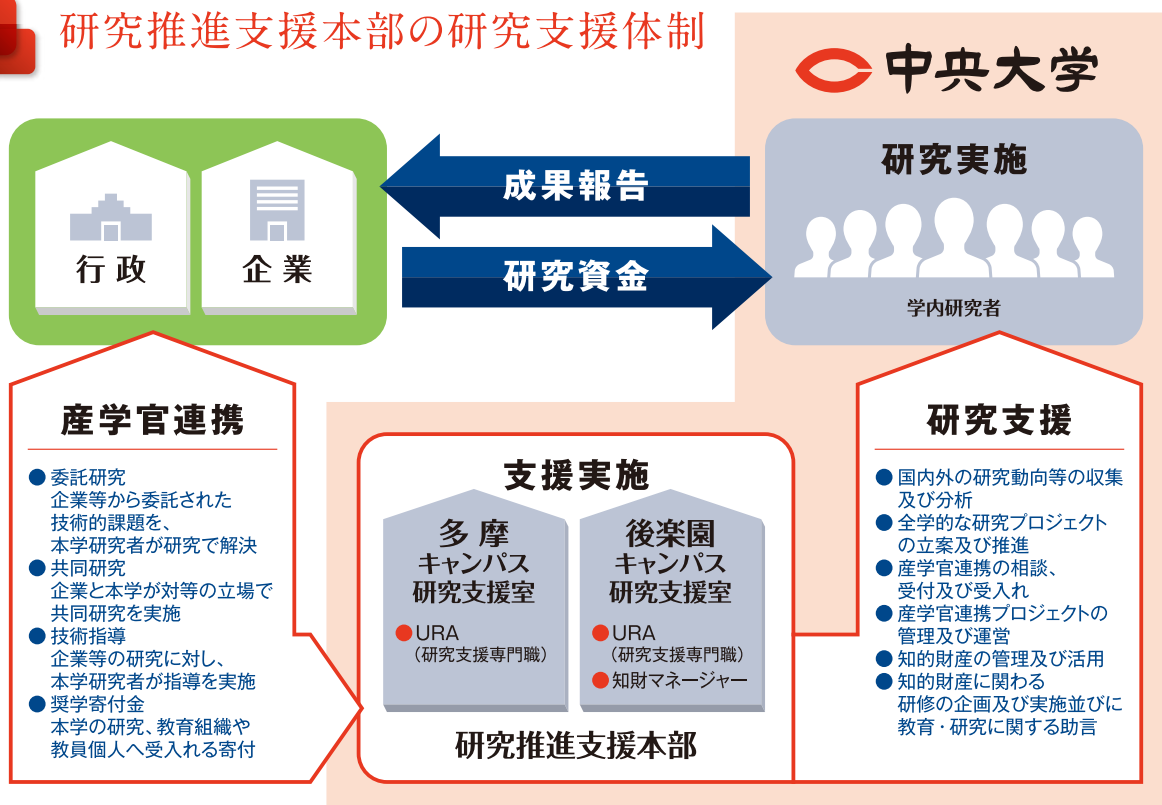 研究推進支援本部の研究支援体制
中央大学
行政
企業
成果報告
研究資金
研究実施
学内研究者
産学官連携
● 委託研究
企業等から委託された
技術的課題を、
本学研究者が研究で解決
● 共同研究
企業と本学が対等の立場で
共同研究を実施
● 技術指導
企業等の研究に対し、
本学研究者が指導を実施
● 奨学寄付金
本学の研究、教育組織や
教員個人へ受入れる寄付
支援実施
多摩
キャンパス
研究支援室
● URA
（研究支援専門職）
後楽園
キャンパス
研究支援室
● URA
（研究支援専門職）
● 知財マネージャー
研究推進支援本部
研究支援
● 国内外の研究動向等の収集
及び分析
● 全学的な研究プロジェクト
の立案及び推進
● 産学官連携の相談、
受付及び受入れ
● 産学官連携プロジェクトの
管理及び運営
● 知的財産の管理及び活用
● 知的財産に関わる
研修の企画及び実施並びに
教育・研究に関する助言